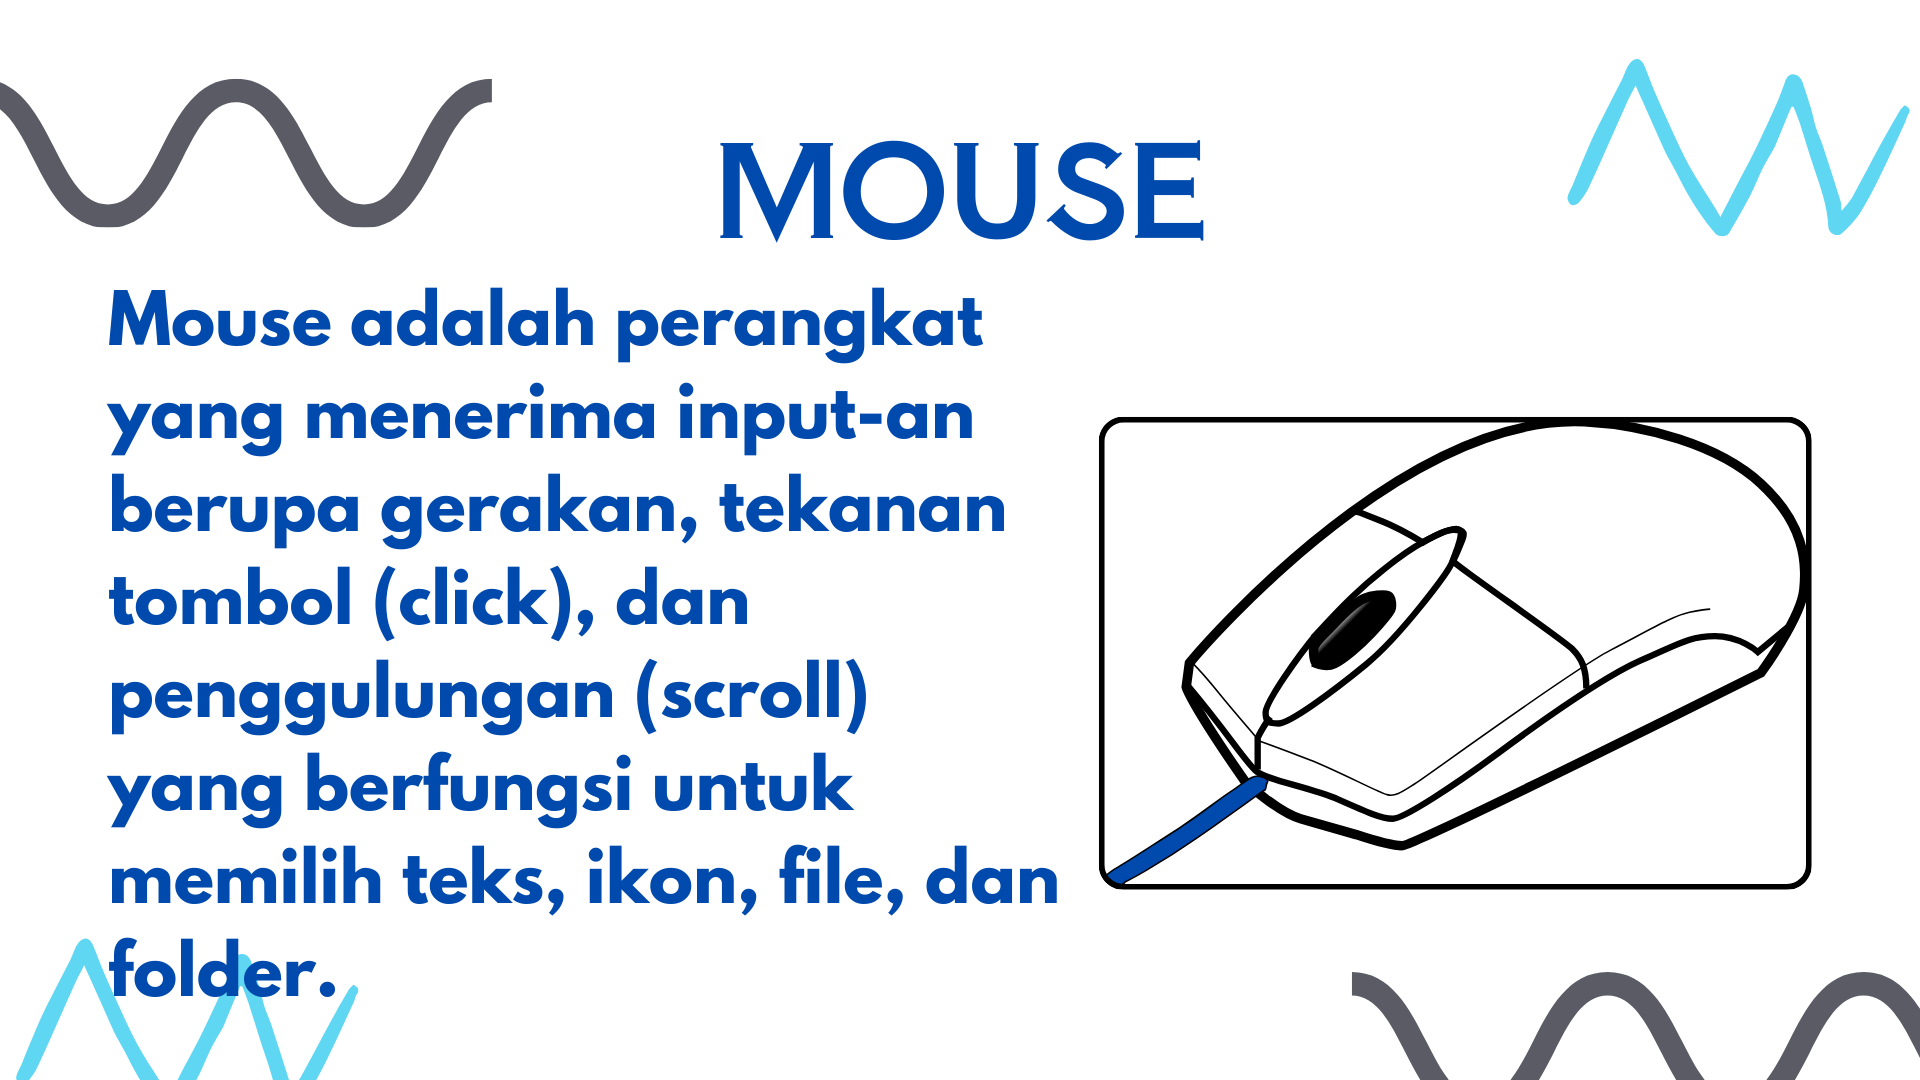 MOUSE
Mouse adalah perangkat
yang menerima input-an
berupa gerakan, tekanan
tombol (click), dan
penggulungan (scroll)
yang berfungsi untuk
memilih teks, ikon, file, dan
folder.